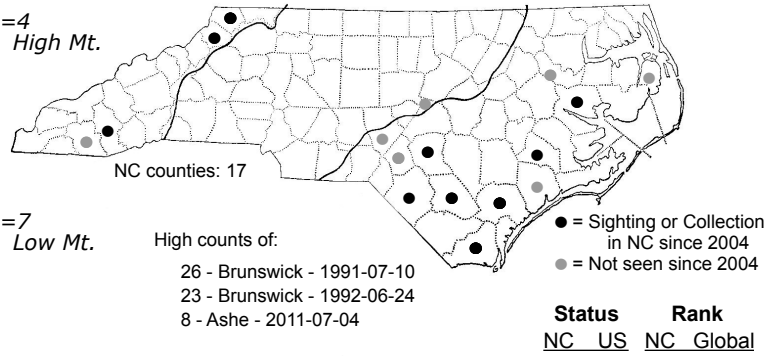 =4
High Mt.
NC counties: 17
=7
Low Mt.
High counts of:
26 - Brunswick - 1991-07-10
23 - Brunswick - 1992-06-24
8 - Ashe - 2011-07-04
= Sighting or Collection
in NC since 2004
= Not seen since 2004
Status Rank
NC US NC Global